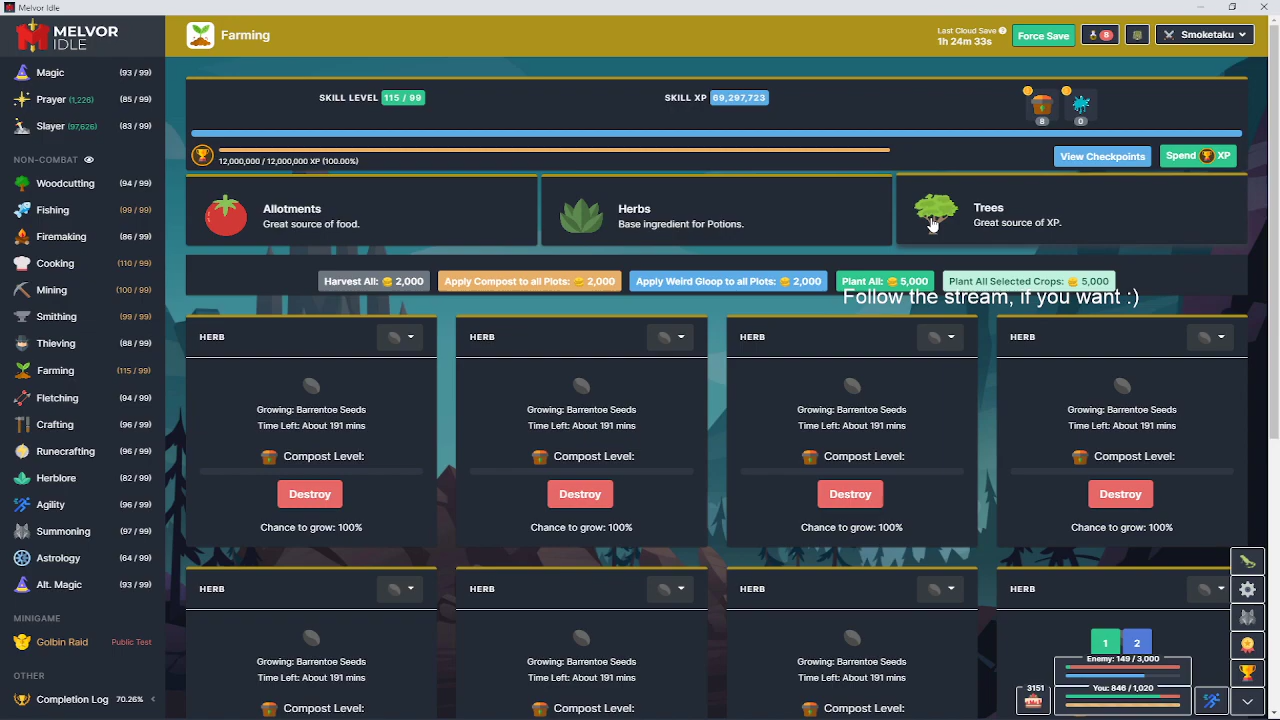 Melvor Idle
MELVOR
IDLE
Farming
Last Cloud Save
1h 24m 33s
Force Save
8
Smoketaku
Magic (93 / 99)
Prayer (1,226) (85 / 99)
Slayer (97,626) (83 / 99)
NON-COMBAT
Woodcutting (94 / 99)
Fishing (99 / 99)
Firemaking (86 / 99)
Cooking (110 / 99)
Mining (100 / 99)
Smithing (99 / 99)
Thieving (88 / 99)
Farming (115 / 99)
Fletching (94 / 99)
Crafting (96 / 99)
Runecrafting (96 / 99)
Herblore (82 / 99)
Agility (96 / 99)
Summoning (97 / 99)
Astrology (64 / 99)
Alt. Magic (93 / 99)
MINIGAME
Golbin Raid Public Test
OTHER
Completion Log 70.26%
SKILL LEVEL 115 / 99
SKILL XP 69,297,723
8 0
12,000,000 / 12,000,000 XP (100.00%)
View Checkpoints
Spend XP
Allotments
Great source of food.
Herbs
Base ingredient for Potions.
Trees
Great source of XP.
Harvest All: 2,000
Apply Compost to all Plots: 2,000
Apply Weird Gloop to all Plots: 2,000
Plant All: 5,000
Plant All Selected Crops: 5,000
Follow the stream, if you want :)
HERB
Growing: Barrentoe Seeds
Time Left: About 191 mins
Compost Level:
Destroy
Chance to grow: 100%
HERB
Growing: Barrentoe Seeds
Time Left: About 191 mins
Compost Level:
Destroy
Chance to grow: 100%
HERB
Growing: Barrentoe Seeds
Time Left: About 191 mins
Compost Level:
Destroy
Chance to grow: 100%
HERB
Growing: Barrentoe Seeds
Time Left: About 191 mins
Compost Level:
Destroy
Chance to grow: 100%
HERB
Growing: Barrentoe Seeds
Time Left: About 191 mins
Compost Level:
HERB
Growing: Barrentoe Seeds
Time Left: About 191 mins
Compost Level:
HERB
Growing: Barrentoe Seeds
Time Left: About 191 mins
Compost Level:
HERB
1 2
Enemy: 149 / 3,000
3151
You: 846 / 1,020